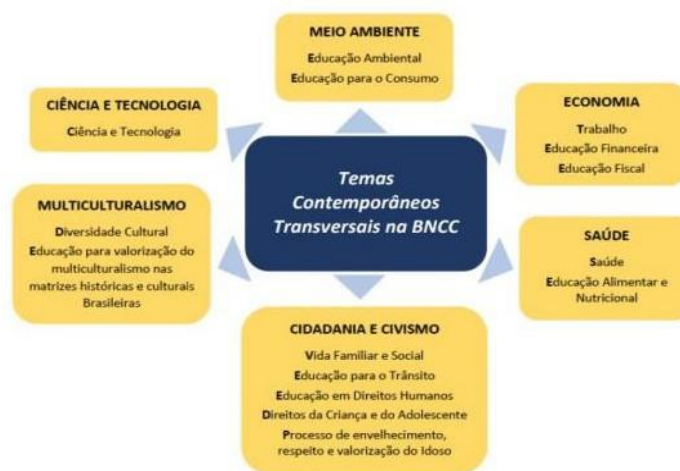 MEIO AMBIENTE
Educação Ambiental
Educação para o Consumo
CIÊNCIA E TECNOLOGIA
Ciência e Tecnologia
ECONOMIA
Trabalho
Educação Financeira
Educação Fiscal
Temas
Contemporâneos
Transversais na BNCC
MULTICULTURALISMO
Diversidade Cultural
Educação para valorização do
multiculturalismo nas
matrizes históricas e culturais
Brasileiras
SAÚDE
Saúde
Educação Alimentar e
Nutricional
CIDADANIA E CIVISMO
Vida Familiar e Social
Educação para o Trânsito
Educação em Direitos Humanos
Direitos da Criança e do Adolescente
Processo de envelhecimento,
respeito e valorização do Idoso